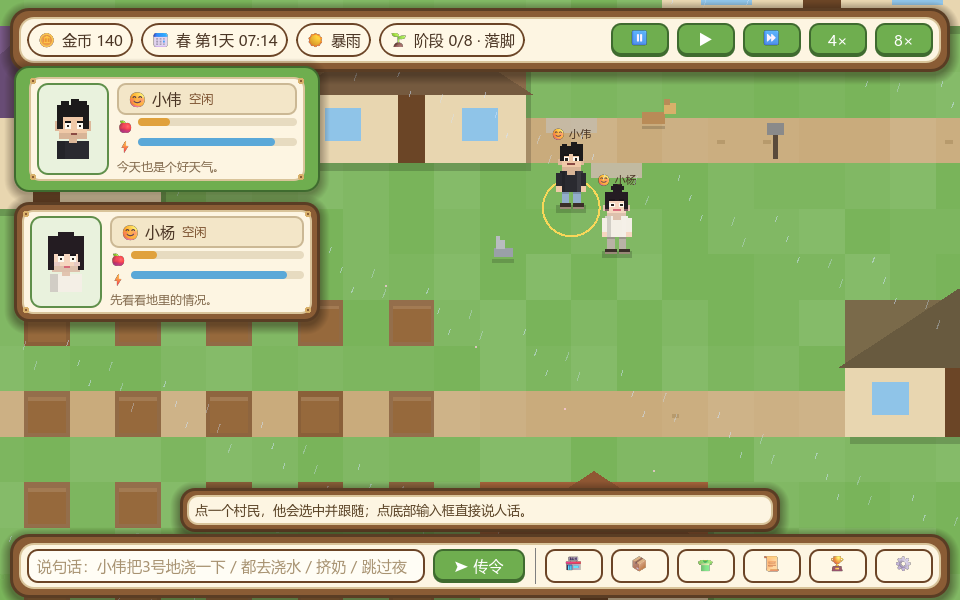 金币 140
春 第1天 07:14
暴雨
阶段 0/8 · 落脚
4×
8×
小伟 空闲
今天也是个好天气。
小杨 空闲
先看看地里的情况。
小伟
小杨
点一个村民，他会选中并跟随；点底部输入框直接说人话。
说句话：小伟把3号地浇一下 / 都去浇水 / 挤奶 / 跳过夜
➤ 传令